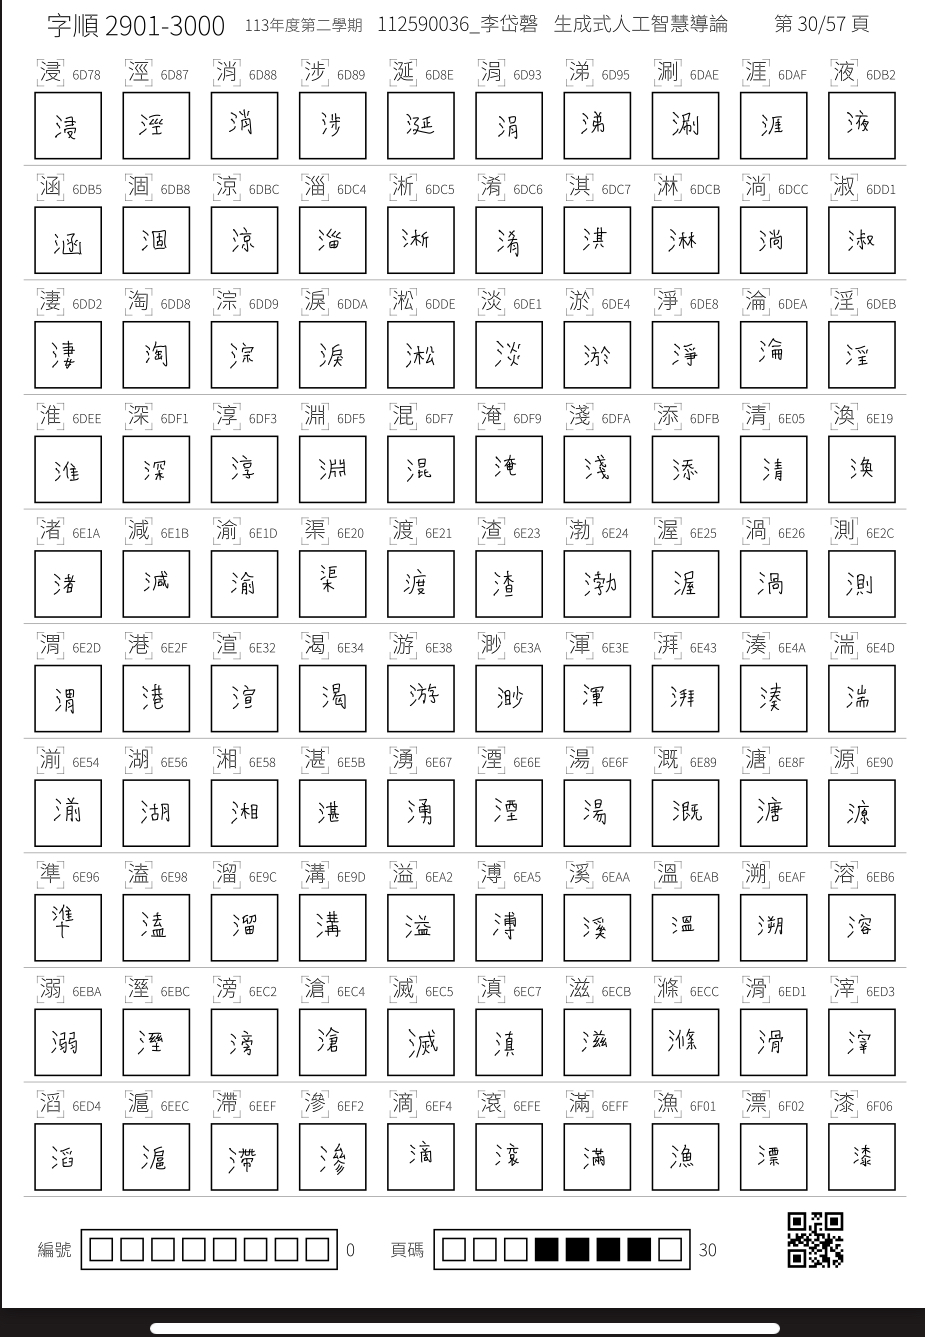 字順 2901-3000 113年度第二學期 112590036_李岱磬 生成式人工智慧導論 第 30/57 頁
浸 6D78 涇 6D87 消 6D88 涉 6D89 涎 6D8E 涓 6D93 涕 6D95 涮 6DAE 涯 6DAF 液 6DB2
浸 涇 消 涉 涎 涓 涕 涮 涯 液
涵 6DB5 涸 6DB8 涼 6DBC 淄 6DC4 淅 6DC5 淆 6DC6 淇 6DC7 淋 6DCB 淌 6DCC 淑 6DD1
涵 涸 涼 淄 淅 淆 淇 淋 淌 淑
淒 6DD2 淘 6DD8 淙 6DD9 淚 6DDA 淞 6DDE 淡 6DE1 淤 6DE4 淨 6DE8 淪 6DEA 淫 6DEB
淒 淘 淙 淚 淞 淡 淤 淨 淪 淫
淮 6DEE 深 6DF1 淳 6DF3 淵 6DF5 混 6DF7 淹 6DF9 淺 6DFA 添 6DFB 清 6E05 渙 6E19
淮 深 淳 淵 混 淹 淺 添 清 渙
渚 6E1A 減 6E1B 渝 6E1D 渠 6E20 渡 6E21 渣 6E23 渤 6E24 渥 6E25 渦 6E26 測 6E2C
渚 減 渝 渠 渡 渣 渤 渥 渦 測
渭 6E2D 港 6E2F 渲 6E32 渴 6E34 游 6E38 渺 6E3A 渾 6E3E 湃 6E43 湊 6E4A 湍 6E4D
渭 港 渲 渴 游 渺 渾 湃 湊 湍
湔 6E54 湖 6E56 湘 6E58 湛 6E5B 湧 6E67 湮 6E6E 湯 6E6F 溉 6E89 溏 6E8F 源 6E90
湔 湖 湘 湛 湧 湮 湯 溉 溏 源
準 6E96 溘 6E98 溜 6E9C 溝 6E9D 溢 6EA2 溥 6EA5 溪 6EAA 溫 6EAB 溯 6EAF 溶 6EB6
準 溘 溜 溝 溢 溥 溪 溫 溯 溶
溺 6EBA 溼 6EBC 滂 6EC2 滄 6EC4 滅 6EC5 滇 6EC7 滋 6ECB 滌 6ECC 滑 6ED1 滓 6ED3
溺 溼 滂 滄 滅 滇 滋 滌 滑 滓
滔 6ED4 滬 6EEC 滯 6EEF 滲 6EF2 滴 6EF4 滾 6EFE 滿 6EFF 漁 6F01 漂 6F02 漆 6F06
滔 滬 滯 滲 滴 滾 滿 漁 漂 漆
編號 0 頁碼 30